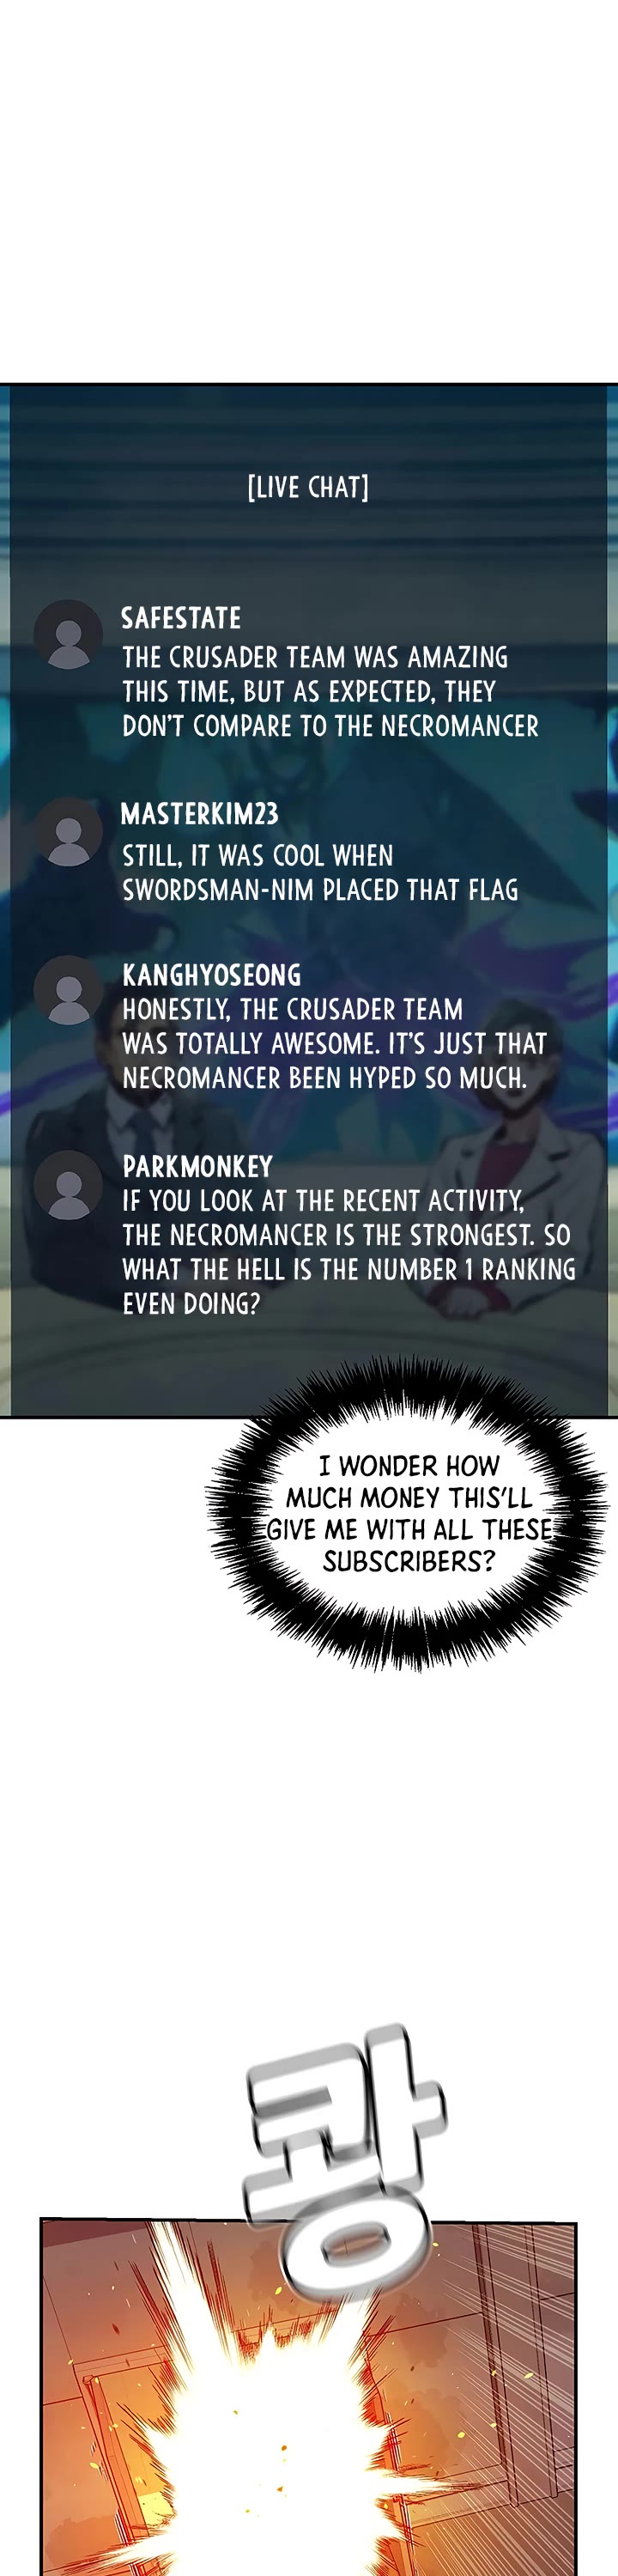 [LIVE CHAT]
SAFESTATE
THE CRUSADER TEAM WAS AMAZING
THIS TIME, BUT AS EXPECTED, THEY
DON'T COMPARE TO THE NECROMANCER
MASTERKIM23
STILL, IT WAS COOL WHEN
SWORDSMAN-NIM PLACED THAT FLAG
KANGHYOSEONG
HONESTLY, THE CRUSADER TEAM
WAS TOTALLY AWESOME. IT'S JUST THAT
NECROMANCER BEEN HYPED SO MUCH.
PARKMONKEY
IF YOU LOOK AT THE RECENT ACTIVITY,
THE NECROMANCER IS THE STRONGEST. SO
WHAT THE HELL IS THE NUMBER 1 RANKING
EVEN DOING?
I WONDER HOW
MUCH MONEY THIS'LL
GIVE ME WITH ALL THESE
SUBSCRIBERS?
쾅